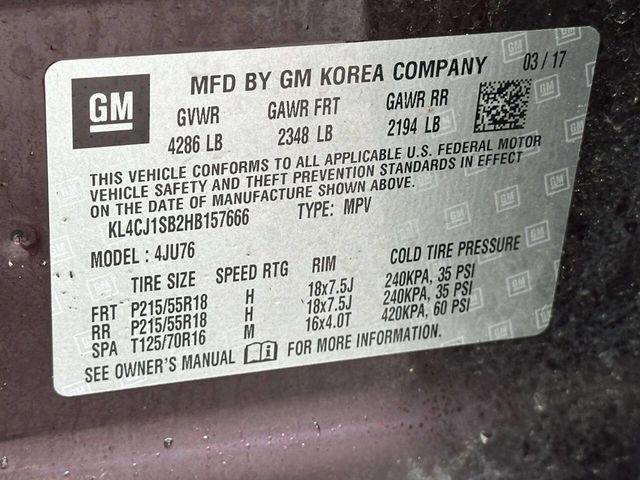 GM MFD BY GM KOREA COMPANY 03/17
GVWR GAWR FRT GAWR RR
4286 LB 2348 LB 2194 LB
THIS VEHICLE CONFORMS TO ALL APPLICABLE U.S. FEDERAL MOTOR
VEHICLE SAFETY AND THEFT PREVENTION STANDARDS IN EFFECT
ON THE DATE OF MANUFACTURE SHOWN ABOVE.
KL4CJ1SB2HB157666 TYPE: MPV
MODEL : 4JU76
TIRE SIZE SPEED RTG RIM COLD TIRE PRESSURE
FRT P215/55R18 H 18x7.5J 240KPA, 35 PSI
RR P215/55R18 H 18x7.5J 240KPA, 35 PSI
SPA T125/70R16 M 16x4.0T 420KPA, 60 PSI
SEE OWNER'S MANUAL FOR MORE INFORMATION.